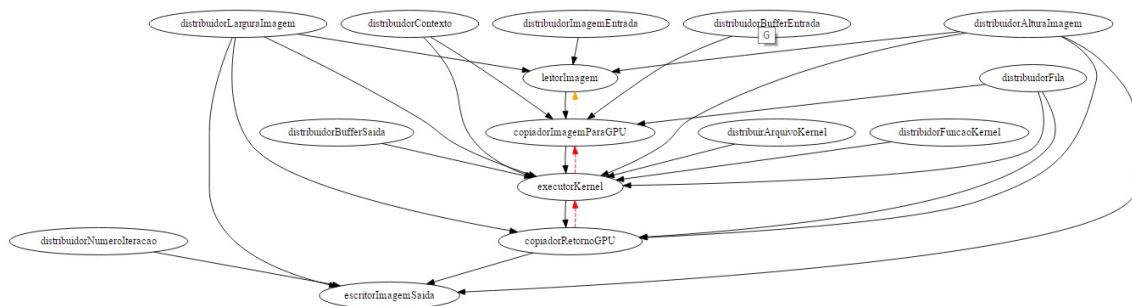 distribuidorLarguraImagem
distribuidorContexto
distribuidorImagemEntrada
distribuidorBufferEntrada
distribuidorAlturaImagem
G
leitorImagem
distribuidorFila
distribuidorBufferSaida
copiadorImagemParaGPU
distribuirArquivoKernel
distribidorFuncaoKernel
executorKernel
distribuidorNumeroIteracao
copiadorRetornoGPU
escritorImagemSaida